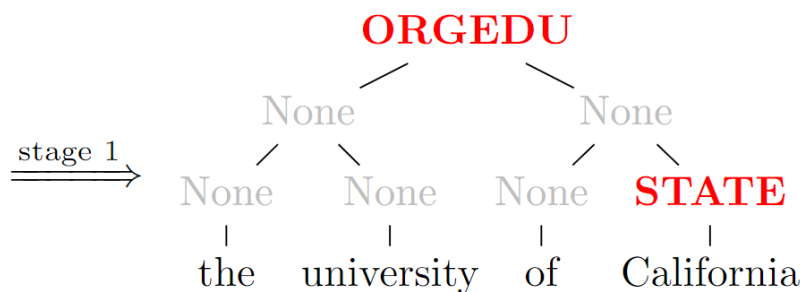 ORGEDU
None None
stage 1
None None None STATE
the university of California